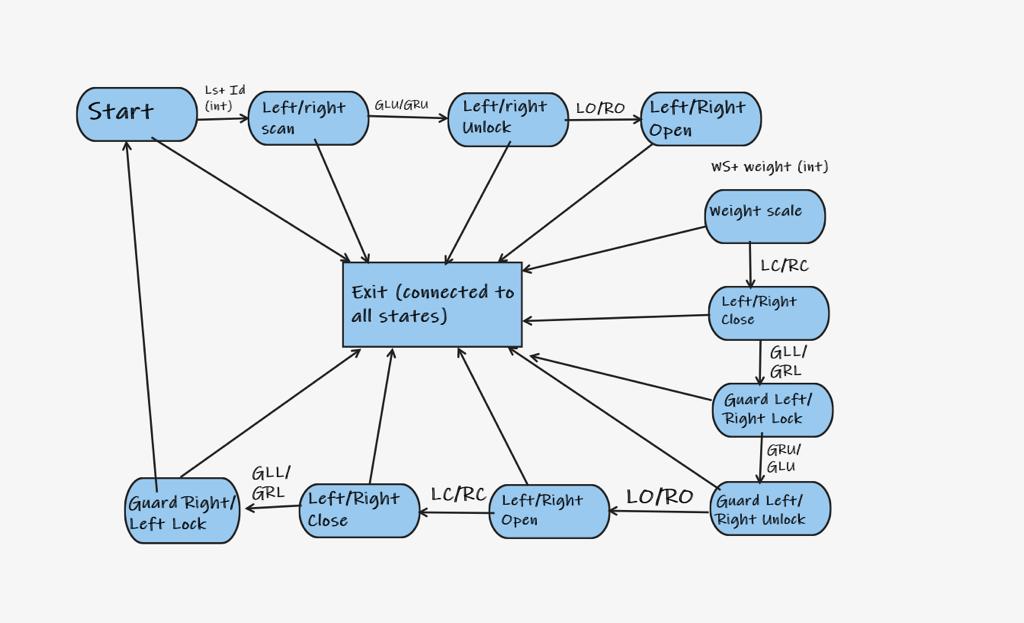 Start
Ls+ Id
(int)
Left/right
scan
GLU/GRU
Left/right
Unlock
LO/RO
Left/Right
Open
WS+ weight (int)
Weight scale
LC/RC
Left/Right
Close
GLL/
GRL
Guard Left/
Right Lock
GRU/
GLU
Guard Left/
Right Unlock
LO/RO
Left/Right
Open
LC/RC
Left/Right
Close
GLL/
GRL
Guard Right/
Left Lock
Exit (connected to
all states)